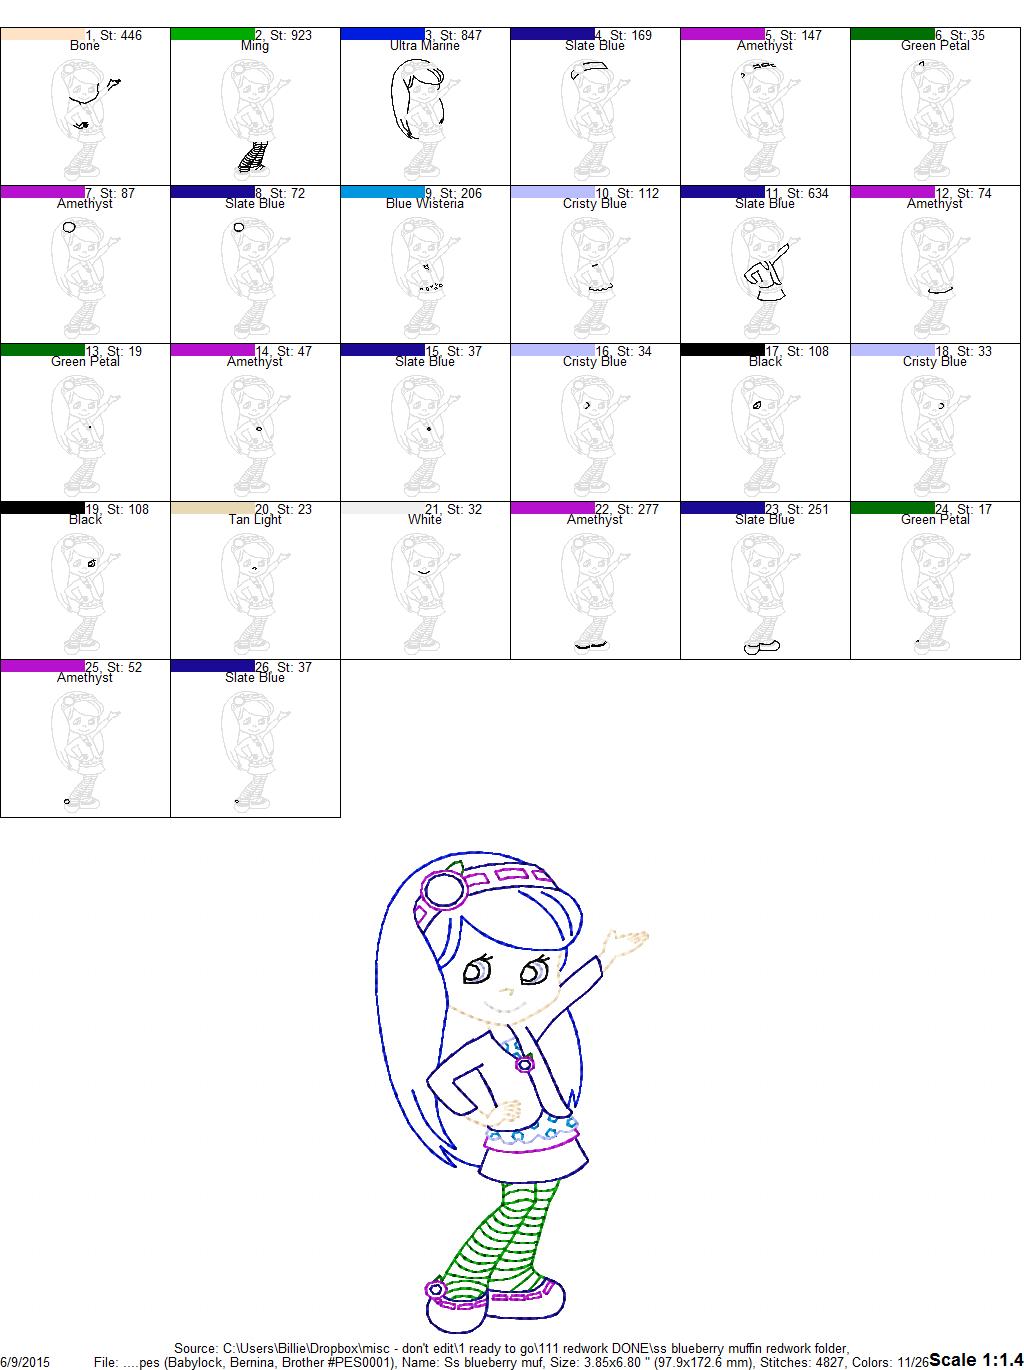 1, St: 446
Bone
2, St: 923
Ming
3, St: 847
Ultra Marine
4, St: 169
Slate Blue
5, St: 147
Amethyst
6, St: 35
Green Petal
7, St: 87
Amethyst
8, St: 72
Slate Blue
9, St: 206
Blue Wisteria
10, St: 112
Cristy Blue
11, St: 634
Slate Blue
12, St: 74
Amethyst
13, St: 19
Green Petal
14, St: 47
Amethyst
15, St: 37
Slate Blue
16, St: 34
Cristy Blue
17, St: 108
Black
18, St: 33
Cristy Blue
19, St: 108
Black
20, St: 23
Tan Light
21, St: 32
White
22, St: 277
Amethyst
23, St: 251
Slate Blue
24, St: 17
Green Petal
25, St: 52
Amethyst
26, St: 37
Slate Blue
Source: C:\Users\Billie\Dropbox\misc - don't edit\1 ready to go\111 redwork DONE\ss blueberry muffin redwork folder,
6/9/2015 File: ....pes (Babylock, Bernina, Brother #PES0001), Name: Ss blueberry muf, Size: 3.85x6.80 " (97.9x172.6 mm), Stitches: 4827, Colors: 11/26 Scale 1:1.4